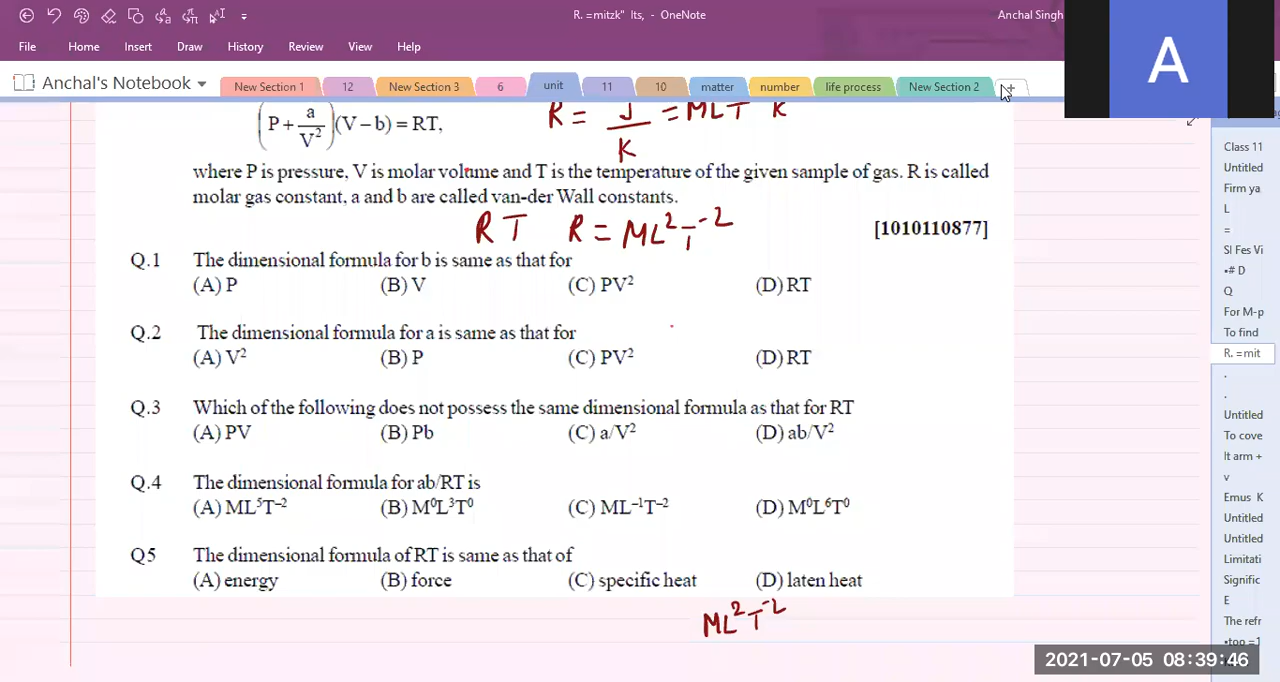 R. =mitzk" lts, - OneNote
Anchal Singh
File Home Insert Draw History Review View Help
A
Anchal's Notebook
New Section 1 12 New Section 3 6 unit 11 10 matter number life process New Section 2 +
(P + a/V²)(V − b) = RT,
R = J/K = MLT K
where P is pressure, V is molar volume and T is the temperature of the given sample of gas. R is called
molar gas constant, a and b are called van-der Wall constants.
RT R = ML²T⁻²
[1010110877]
Q.1 The dimensional formula for b is same as that for
(A) P (B) V (C) PV² (D) RT
Q.2 The dimensional formula for a is same as that for
(A) V² (B) P (C) PV² (D) RT
Q.3 Which of the following does not possess the same dimensional formula as that for RT
(A) PV (B) Pb (C) a/V² (D) ab/V²
Q.4 The dimensional formula for ab/RT is
(A) ML⁵T⁻² (B) M⁰L³T⁰ (C) ML⁻¹T⁻² (D) M⁰L⁶T⁰
Q5 The dimensional formula of RT is same as that of
(A) energy (B) force (C) specific heat (D) laten heat
ML²T⁻²
Class 11
Untitled
Firm ya
L
=
Sl Fes Vi
•# D
Q
For M-p
To find
R. =mit
.
.
Untitled
To cove
It arm +
v
Emus K
Untitled
Untitled
Limitati
Signific
E
The refr
•top =1
2021-07-05 08:39:46